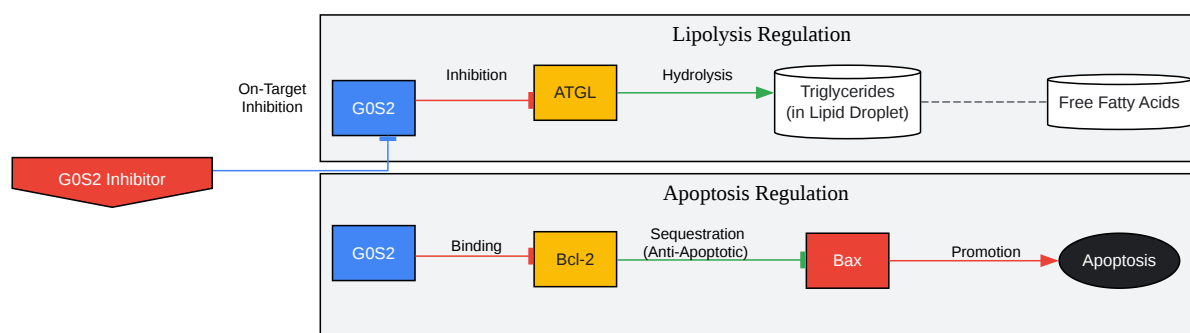 Lipolysis Regulation
On-Target
Inhibition
G0S2
Inhibition
ATGL
Hydrolysis
Triglycerides
(in Lipid Droplet)
Free Fatty Acids
G0S2 Inhibitor
Apoptosis Regulation
G0S2
Binding
Bcl-2
Sequestration
(Anti-Apoptotic)
Bax
Promotion
Apoptosis